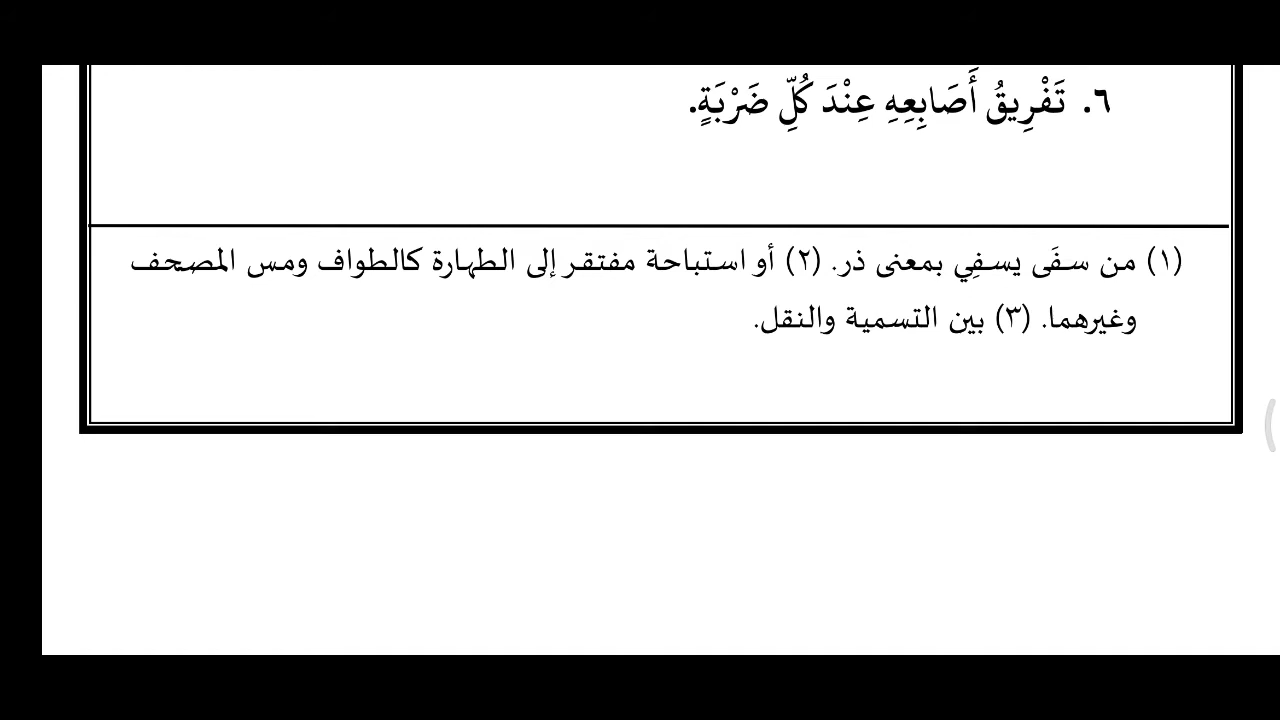 ٦. تَفْرِيقُ أَصَابِعِهِ عِنْدَ كُلِّ ضَرْبَةٍ.
(١) من سفَى يسفِي بمعنى ذر. (٢) أو استباحة مفتقر إلى الطهارة كالطواف ومس المصحف
وغيرهما. (٣) بين التسمية والنقل.